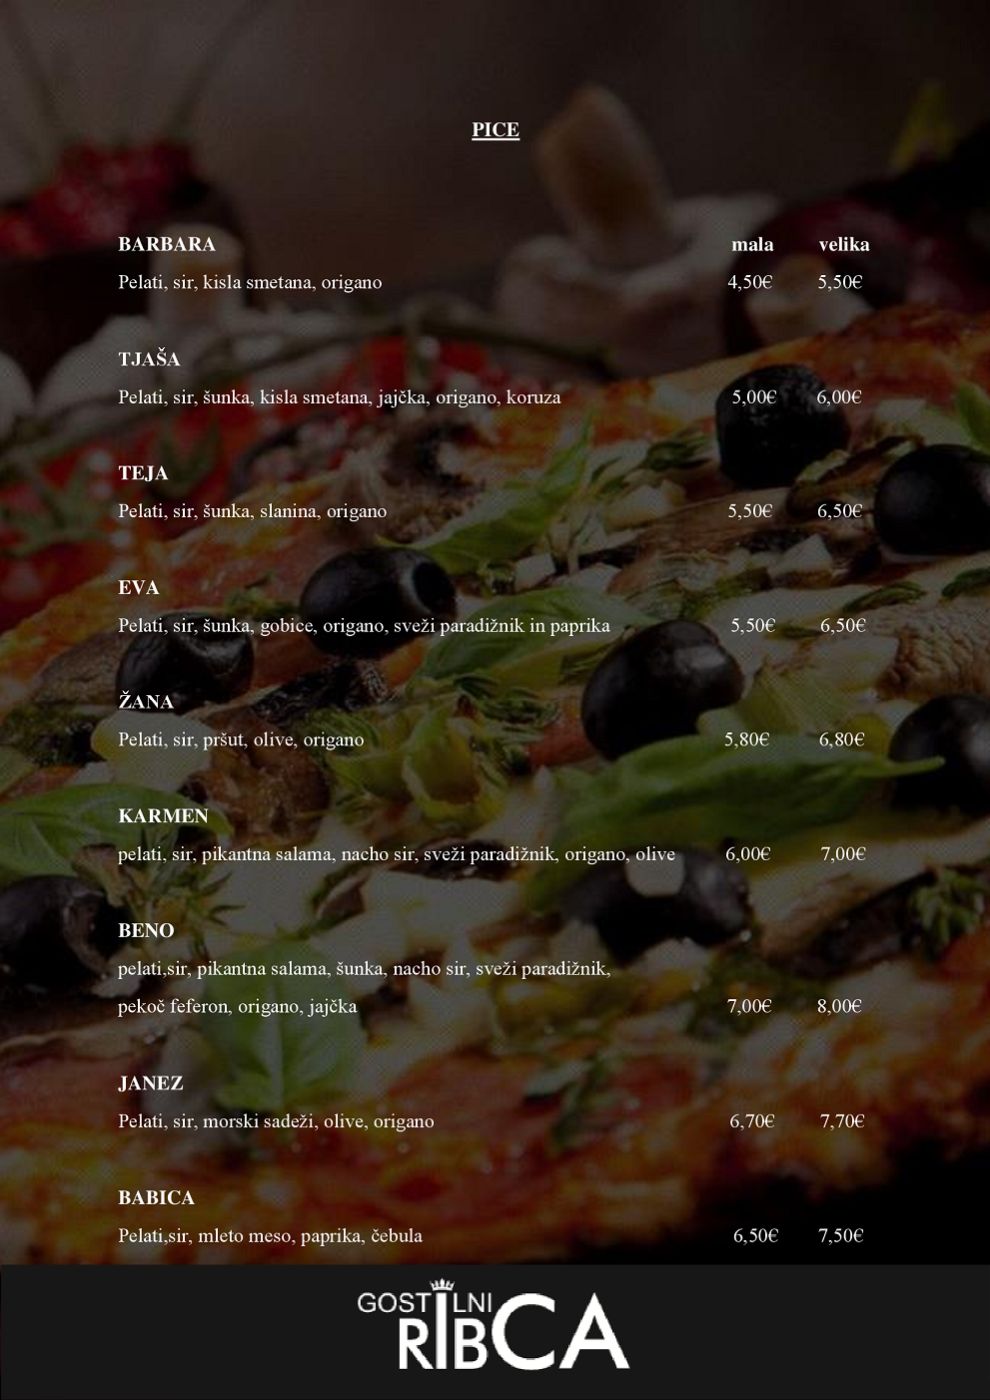 PICE
BARBARA mala velika
Pelati, sir, kisla smetana, origano 4,50€ 5,50€
TJAŠA
Pelati, sir, šunka, kisla smetana, jajčka, origano, koruza 5,00€ 6,00€
TEJA
Pelati, sir, šunka, slanina, origano 5,50€ 6,50€
EVA
Pelati, sir, šunka, gobice, origano, sveži paradižnik in paprika 5,50€ 6,50€
ŽANA
Pelati, sir, pršut, olive, origano 5,80€ 6,80€
KARMEN
pelati, sir, pikantna salama, nacho sir, sveži paradižnik, origano, olive 6,00€ 7,00€
BENO
pelati,sir, pikantna salama, šunka, nacho sir, sveži paradižnik,
pekoč feferon, origano, jajčka 7,00€ 8,00€
JANEZ
Pelati, sir, morski sadeži, olive, origano 6,70€ 7,70€
BABICA
Pelati,sir, mleto meso, paprika, čebula 6,50€ 7,50€
GOSTILNICA
RIBCA